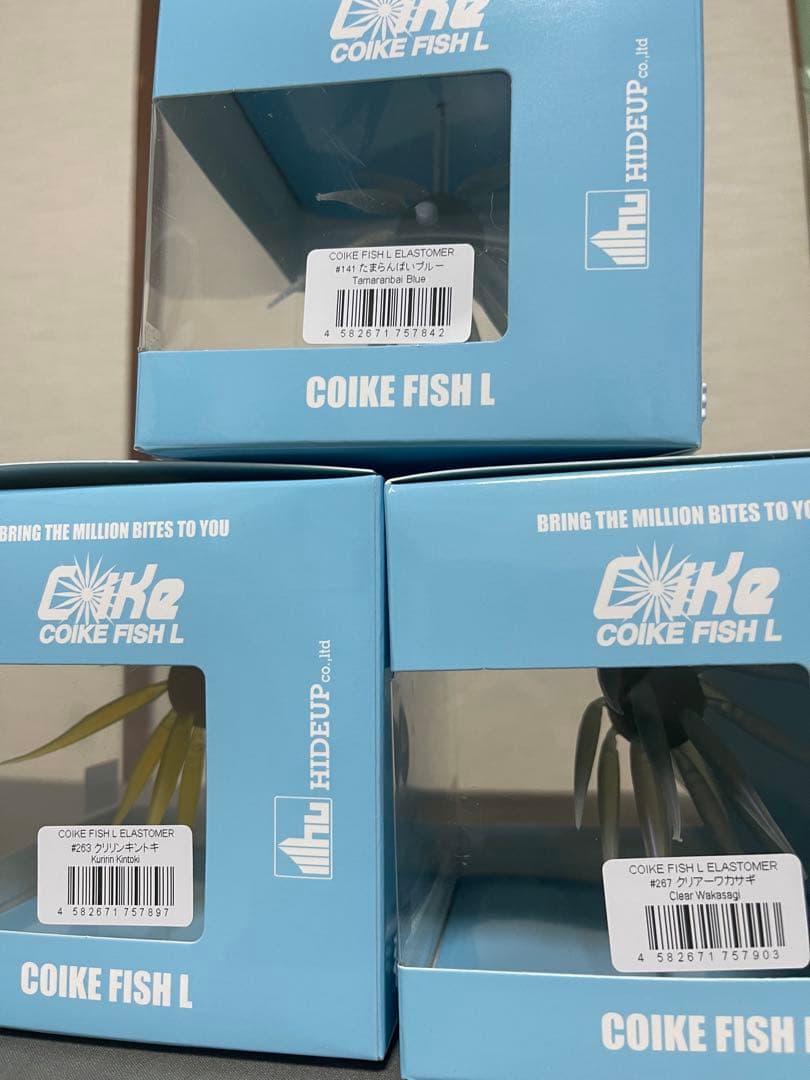 Coike
COIKE FISH L
HIDEUP co.,ltd
hu
COIKE FISH L ELASTOMER
#141 たまらんばいブルー
Tamaranbai Blue
4 582671 757842
COIKE FISH L
BRING THE MILLION BITES TO YOU
Coike
COIKE FISH L
HIDEUP co.,ltd
hu
COIKE FISH L ELASTOMER
#263 クリリンキントキ
Kuririn Kintoki
4 582671 757897
COIKE FISH L
BRING THE MILLION BITES TO YO
Coike
COIKE FISH L
COIKE FISH L ELASTOMER
#267 クリアーワカサギ
Clear Wakasagi
4 582671 757903
COIKE FISH L